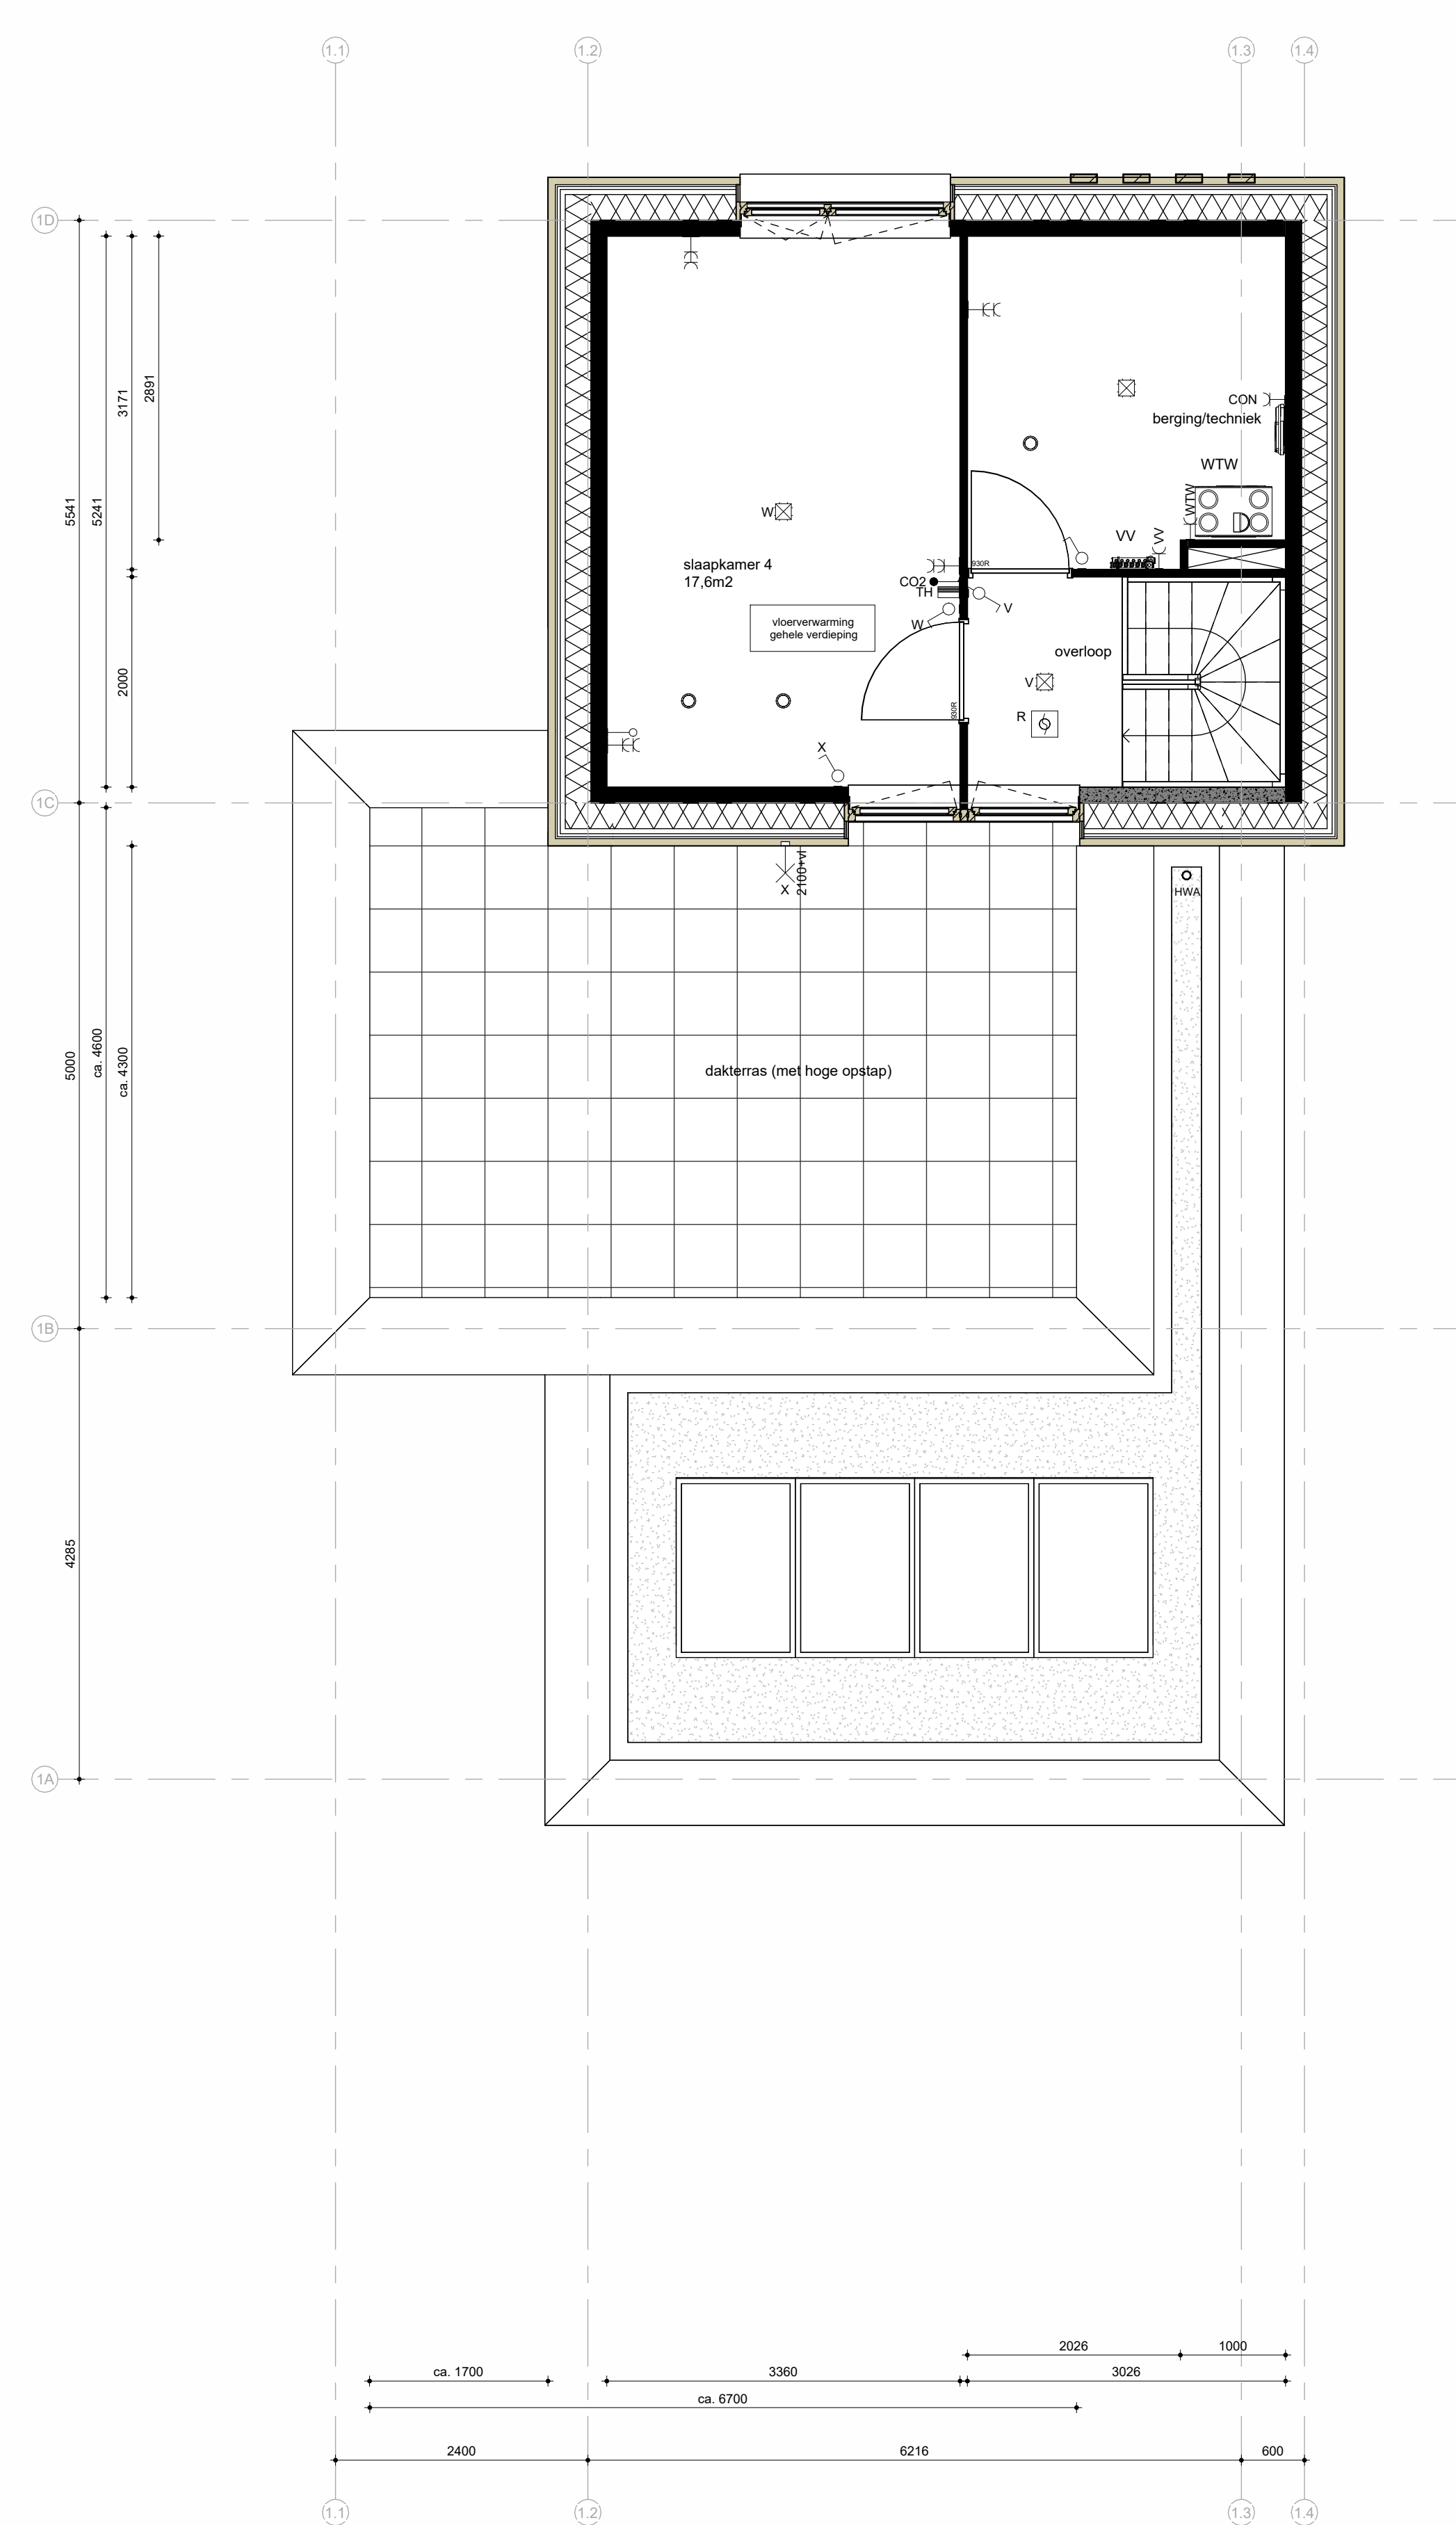 1.1
1.2
1.3
1.4
1D
CON
berging/techniek
WTW
WTW
VV
VV
930R
W
slaapkamer 4
17,6m2
CO2
TH
W
V
vloerverwarming
gehele verdieping
overloop
V
R
930R
X
1C
X
2100+vl
HWA
dakterras (met hoge opstap)
1B
1A
5541
5241
3171
2891
2000
5000
ca. 4600
ca. 4300
4285
2026
1000
ca. 1700
3360
3026
ca. 6700
2400
6216
600
1.1
1.2
1.3
1.4